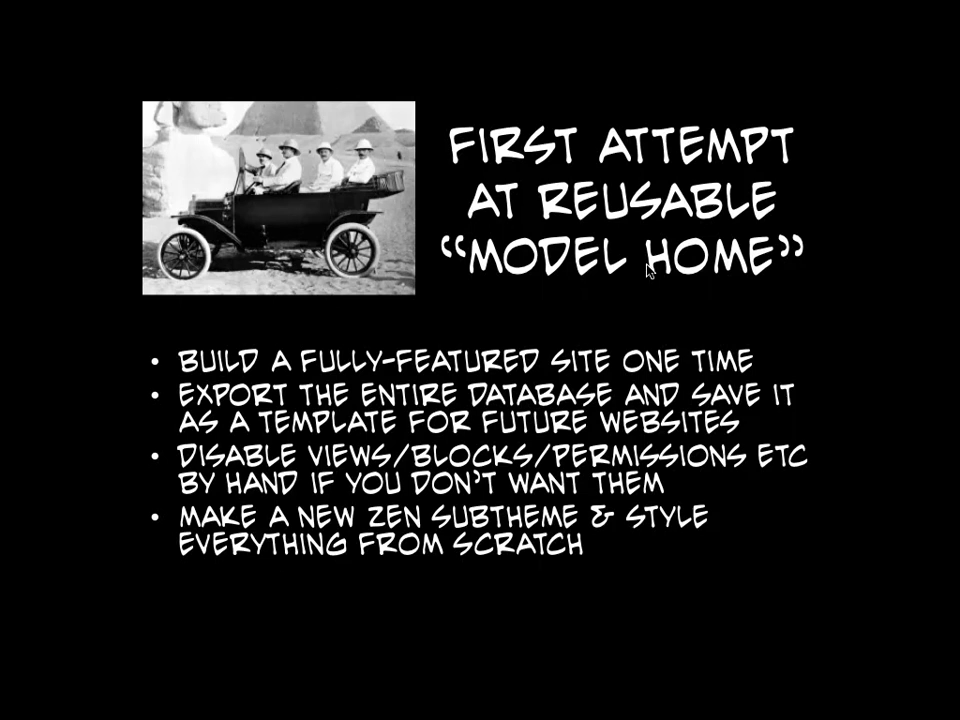 FIRST ATTEMPT
AT REUSABLE
“MODEL HOME”
• BUILD A FULLY-FEATURED SITE ONE TIME
• EXPORT THE ENTIRE DATABASE AND SAVE IT
AS A TEMPLATE FOR FUTURE WEBSITES
• DISABLE VIEWS/BLOCKS/PERMISSIONS ETC
BY HAND IF YOU DON’T WANT THEM
• MAKE A NEW ZEN SUBTHEME & STYLE
EVERYTHING FROM SCRATCH